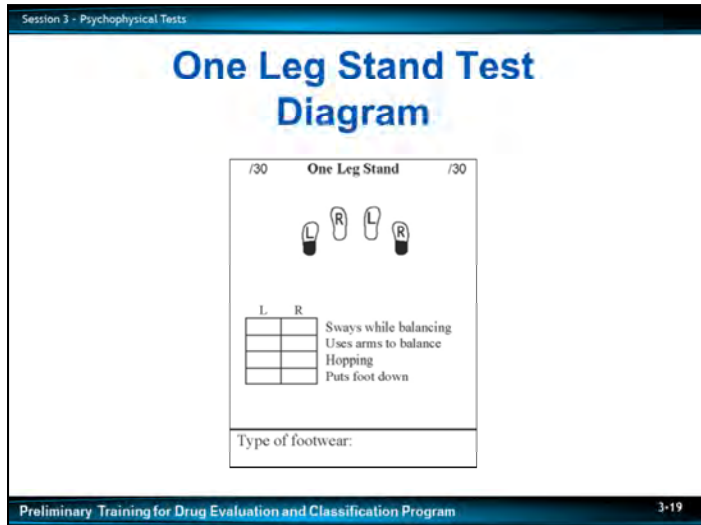 Session 3 - Psychophysical Tests
One Leg Stand Test
Diagram
/30 One Leg Stand /30
L R L R
L R
Sways while balancing
Uses arms to balance
Hopping
Puts foot down
Type of footwear:
Preliminary Training for Drug Evaluation and Classification Program 3-19